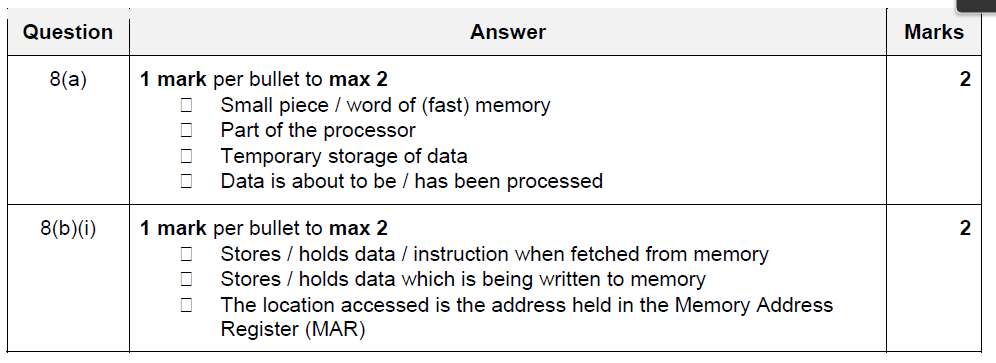 Question Answer Marks
8(a) 1 mark per bullet to max 2 2
Small piece / word of (fast) memory
Part of the processor
Temporary storage of data
Data is about to be / has been processed
8(b)(i) 1 mark per bullet to max 2 2
Stores / holds data / instruction when fetched from memory
Stores / holds data which is being written to memory
The location accessed is the address held in the Memory Address
Register (MAR)